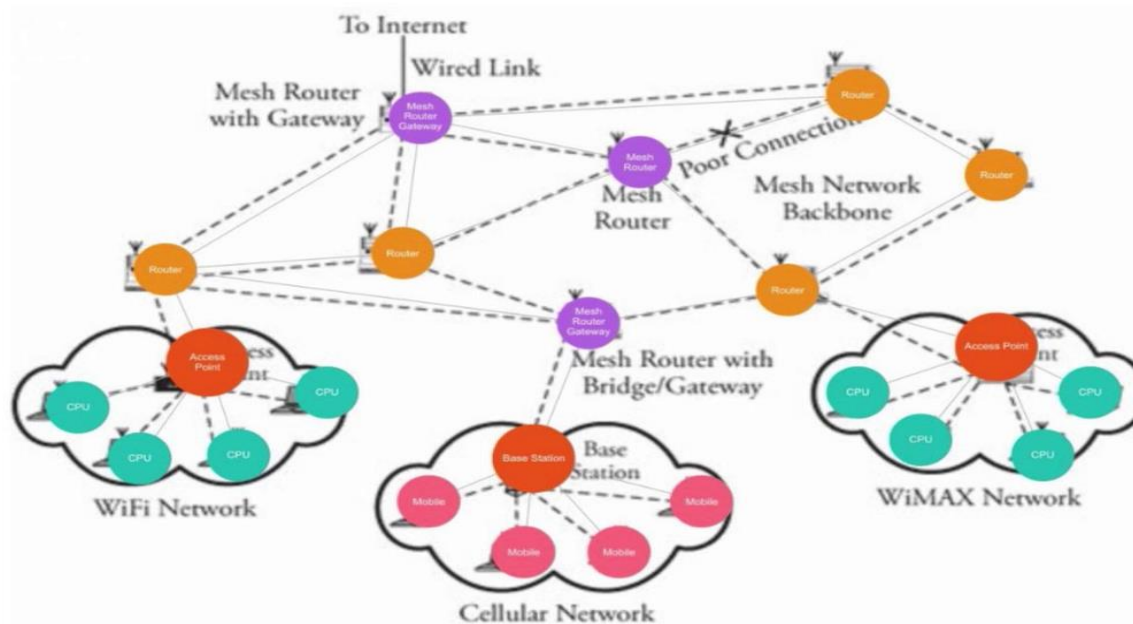 To Internet
Wired Link
Mesh Router
with Gateway
Mesh
Router
Gateway
Router
Mesh
Router
Poor Connection
Mesh
Router
Router
Mesh Network
Backbone
Router
Router
Router
Mesh
Router
Gateway
Mesh Router with
Bridge/Gateway
Access
Point
CPU
CPU
CPU
CPU
WiFi Network
Base Station
Base
Station
Mobile
Mobile
Mobile
Mobile
Cellular Network
Access Point
CPU
CPU
CPU
CPU
WiMAX Network